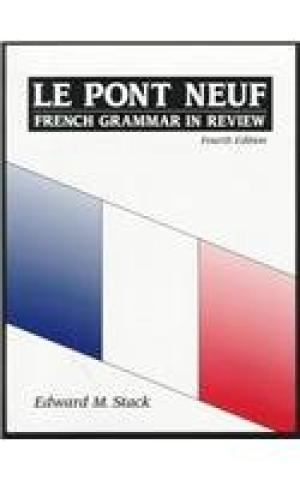 LE PONT NEUF
FRENCH GRAMMAR IN REVIEW
Fourth Edition
Edward M. Stack